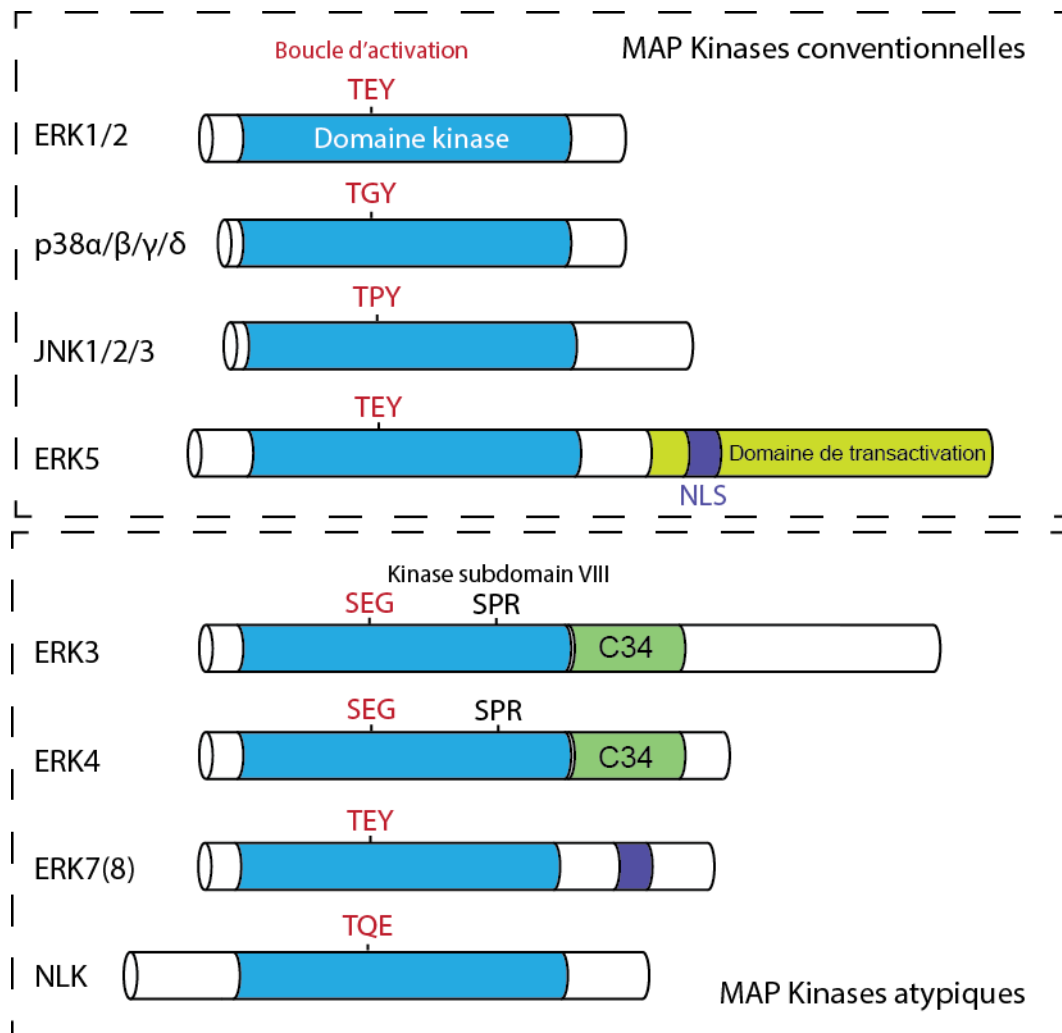 MAP Kinases conventionnelles
Boucle d'activation
TEY
ERK1/2
Domaine kinase
TGY
p38α/β/γ/δ
TPY
JNK1/2/3
TEY
ERK5
Domaine de transactivation
NLS
Kinase subdomain VIII
SEG
SPR
ERK3
C34
SEG
SPR
ERK4
C34
TEY
ERK7(8)
TQE
NLK
MAP Kinases atypiques